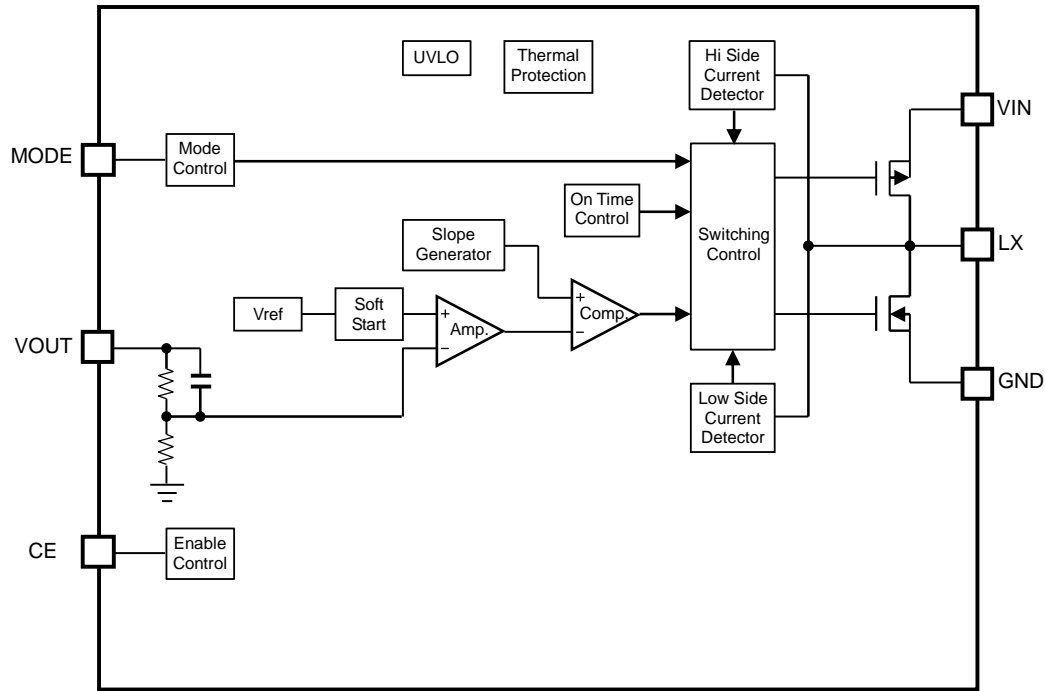 UVLO
Thermal
Protection
Hi Side
Current
Detector
VIN
MODE
Mode
Control
On Time
Control
Slope
Generator
Switching
Control
LX
Vref
Soft
Start
+
Amp.
−
+
Comp.
−
VOUT
GND
Low Side
Current
Detector
CE
Enable
Control